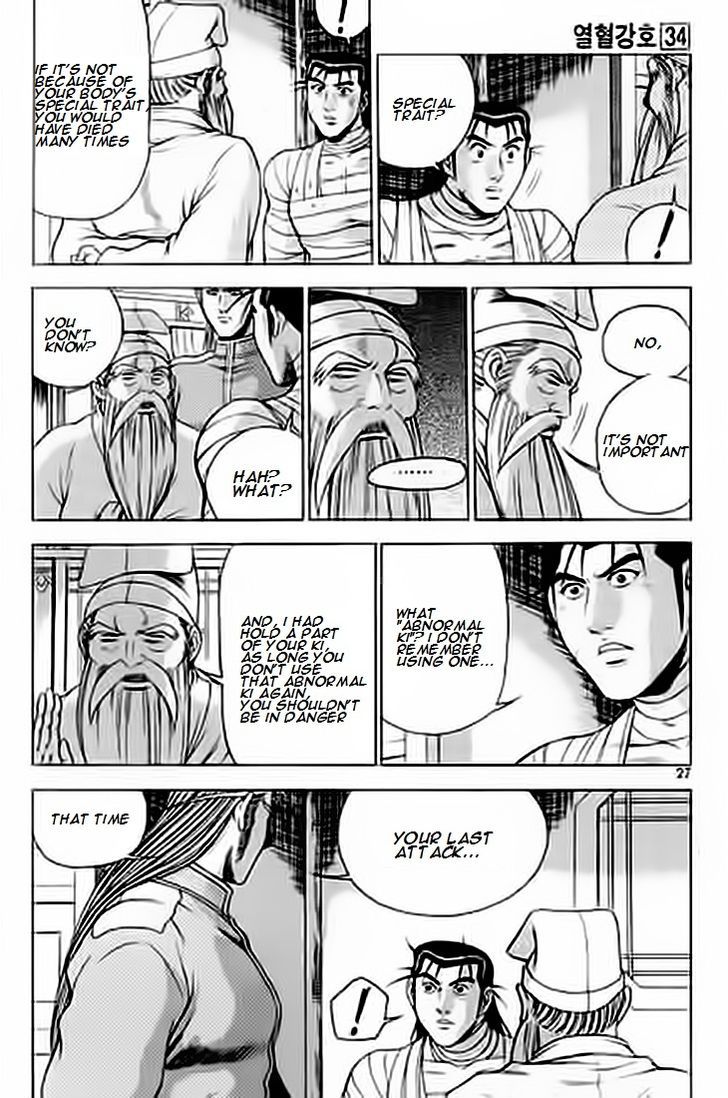 열혈강호 34
IF IT'S NOT
BECAUSE OF
YOUR BODY'S
SPECIAL TRAIT,
YOU WOULD
HAVE DIED
MANY TIMES
!
SPECIAL
TRAIT?
!
YOU
DON'T
KNOW?
HAH?
WHAT?
.......
NO,
IT'S NOT
IMPORTANT
AND, I HAD
HOLD A PART
OF YOUR KI,
AS LONG YOU
DON'T USE
THAT ABNORMAL
KI AGAIN,
YOU SHOULDN'T
BE IN DANGER
WHAT
"ABNORMAL
KI"? I DON'T
REMEMBER
USING ONE...
27
THAT TIME
YOUR LAST
ATTACK...
!